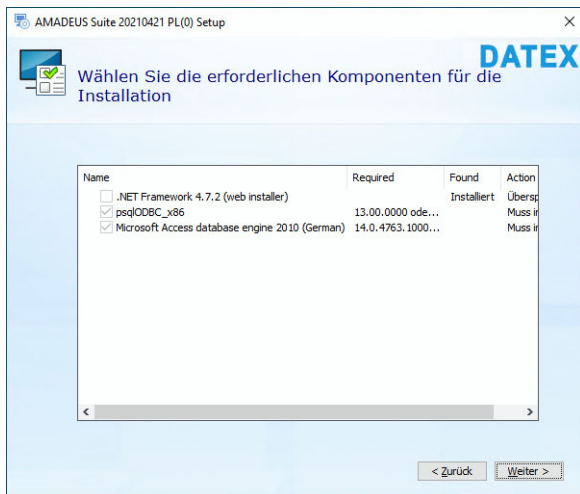 AMADEUS Suite 20210421 PL(0) Setup
DATEX
Wählen Sie die erforderlichen Komponenten für die
Installation
Name Required Found Action
.NET Framework 4.7.2 (web installer) Installiert Übersp
psqlODBC_x86 13.00.0000 ode... Muss in
Microsoft Access database engine 2010 (German) 14.0.4763.1000... Muss in
< Zurück Weiter >